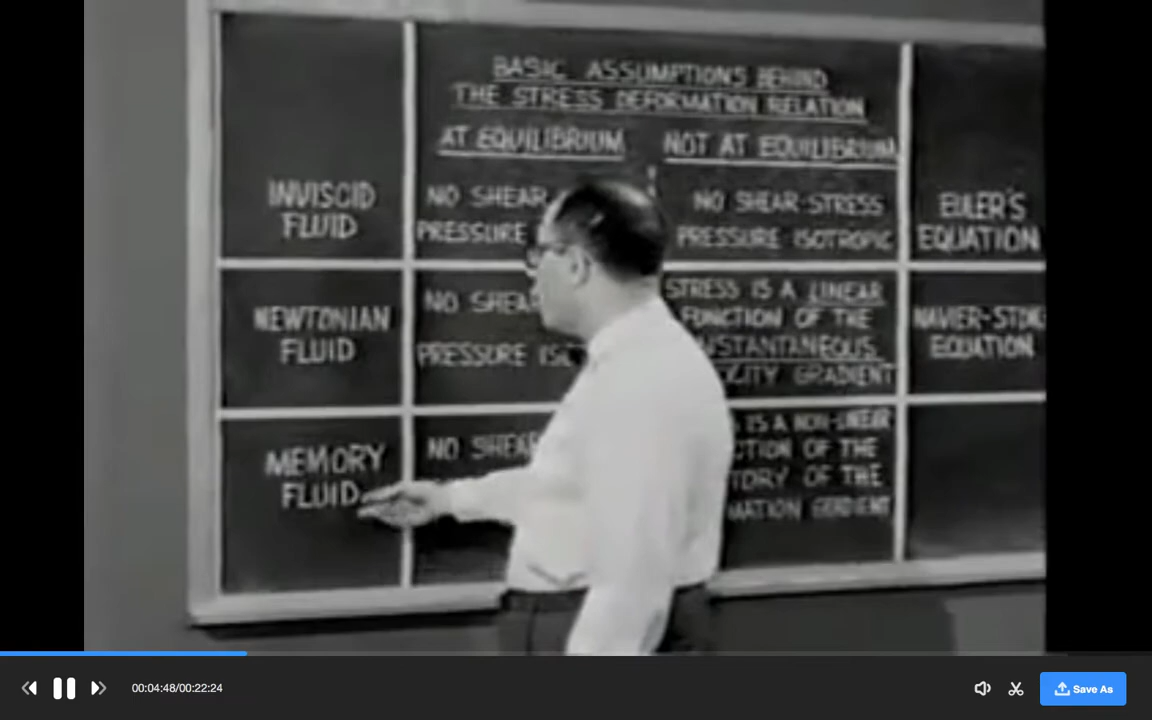 BASIC ASSUMPTIONS BEHIND
THE STRESS DEFORMATION RELATION
AT EQUILIBRIUM
NOT AT EQUILIBRIUM
INVISCID
FLUID
NO SHEAR
PRESSURE
NO SHEAR-STRESS
PRESSURE ISOTROPIC
EULER'S
EQUATION
NEWTONIAN
FLUID
NO SHEAR
PRESSURE
STRESS IS A LINEAR
FUNCTION OF THE
GRADIENT
NAVIER-STOK
EQUATION
MEMORY
FLUID
NO SHEAR
IS A NON-LINEAR
OF THE
OF THE
GRADIENT
00:04:48/00:22:24
Save As